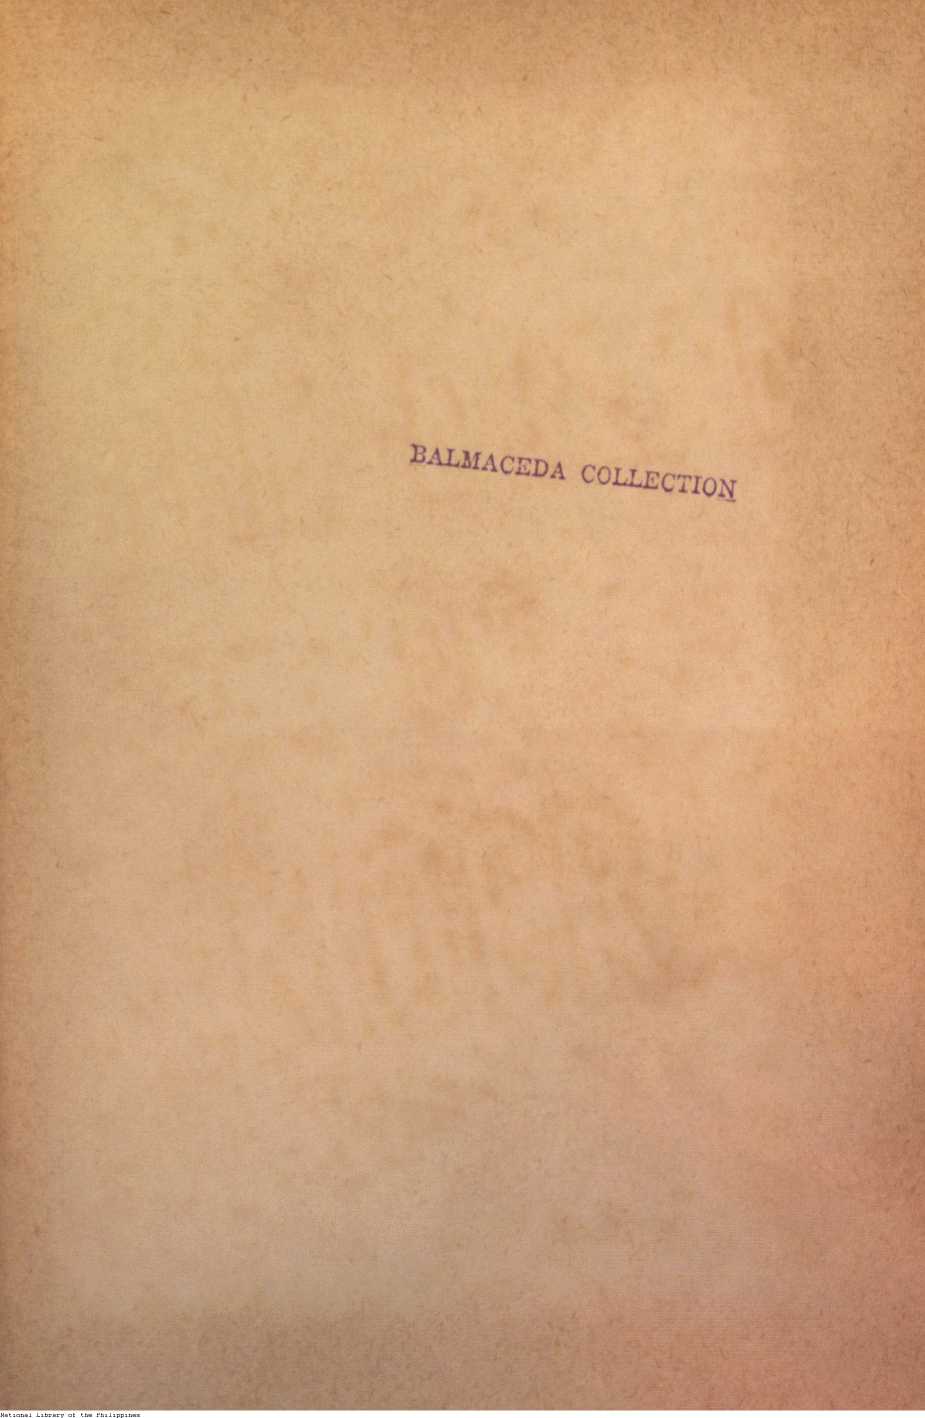 BALMACEDA COLLECTION
National Library of the Philippines